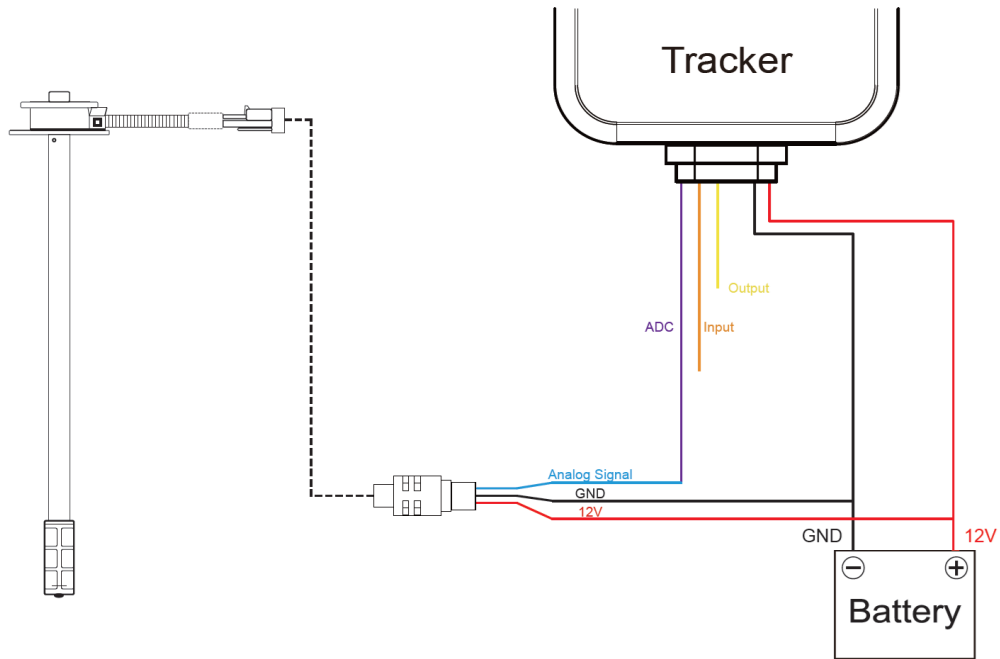 Tracker
Output
ADC
Input
Analog Signal
GND
12V
GND
12V
Battery